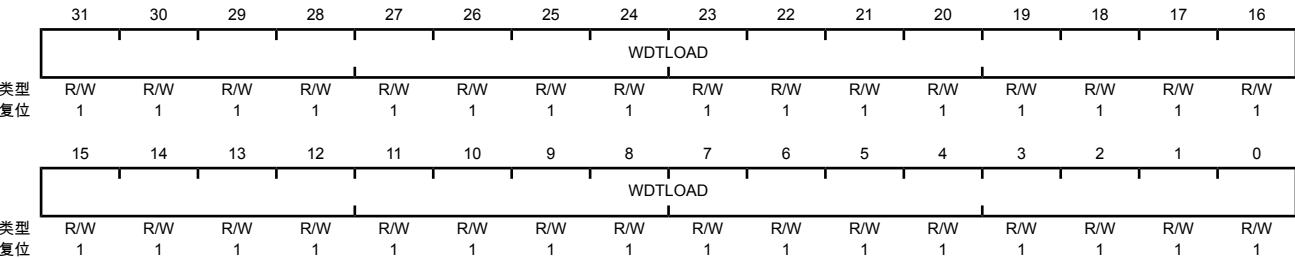 31 30 29 28 27 26 25 24 23 22 21 20 19 18 17 16
WDTLOAD
类型 R/W R/W R/W R/W R/W R/W R/W R/W R/W R/W R/W R/W R/W R/W R/W R/W
复位 1 1 1 1 1 1 1 1 1 1 1 1 1 1 1 1
15 14 13 12 11 10 9 8 7 6 5 4 3 2 1 0
WDTLOAD
类型 R/W R/W R/W R/W R/W R/W R/W R/W R/W R/W R/W R/W R/W R/W R/W R/W
复位 1 1 1 1 1 1 1 1 1 1 1 1 1 1 1 1